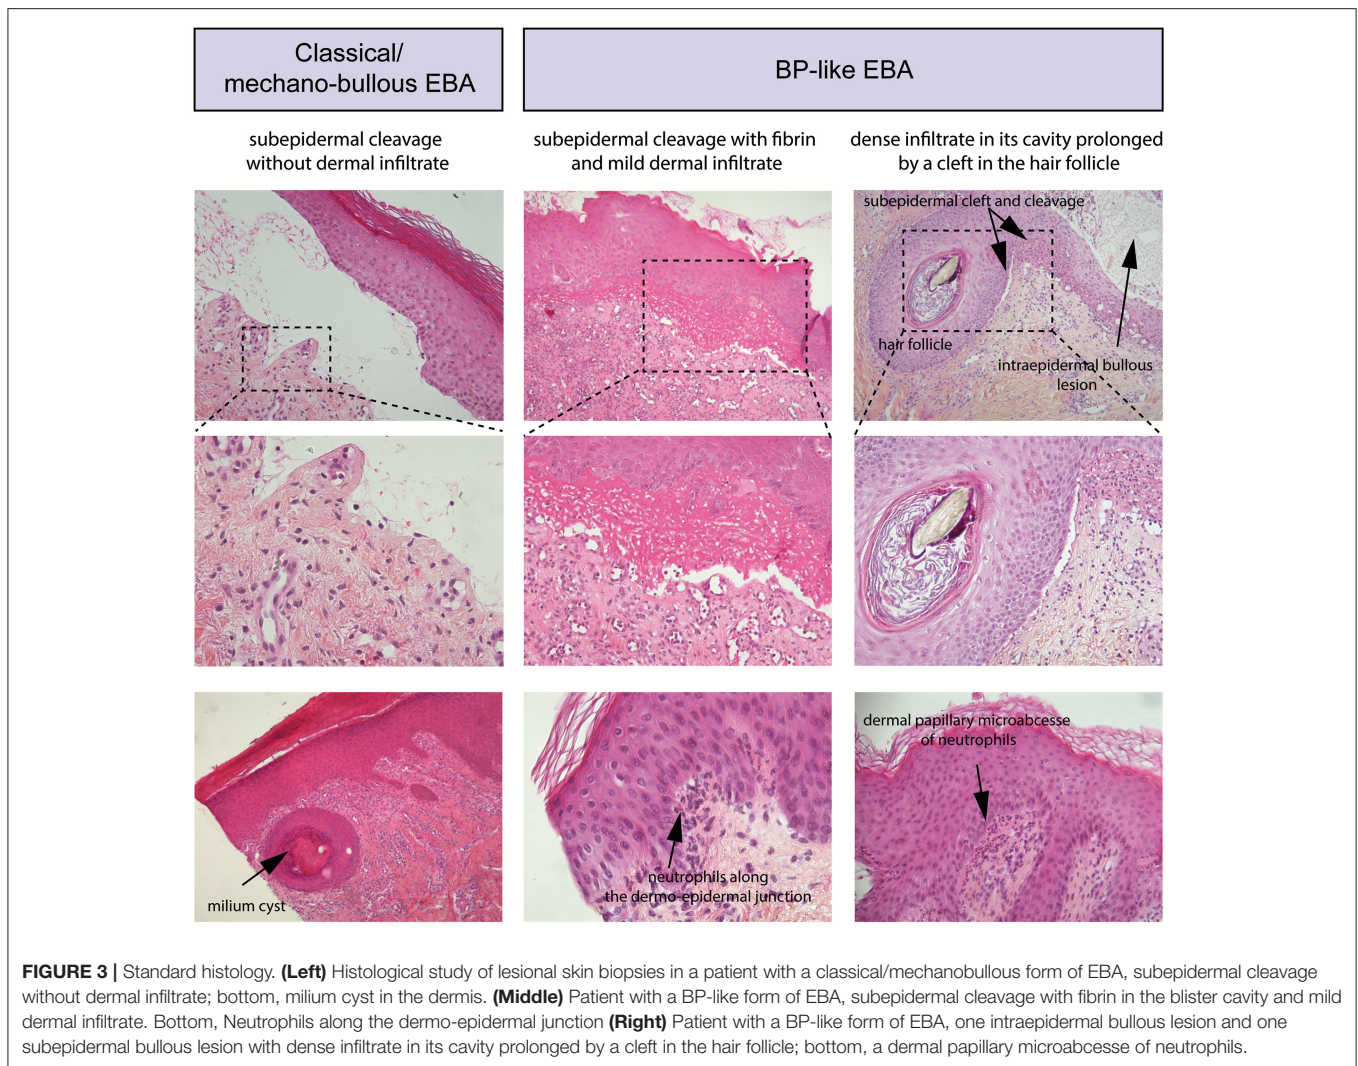 Classical/
mechano-bullous EBA
BP-like EBA
subepidermal cleavage
without dermal infiltrate
subepidermal cleavage with fibrin
and mild dermal infiltrate
dense infiltrate in its cavity prolonged
by a cleft in the hair follicle
subepidermal cleft and cleavage
hair follicle
intraepidermal bullous
lesion
milium cyst
neutrophils along
the dermo-epidermal junction
dermal papillary microabcesse
of neutrophils
FIGURE 3 | Standard histology. (Left) Histological study of lesional skin biopsies in a patient with a classical/mechanobullous form of EBA, subepidermal cleavage
without dermal infiltrate; bottom, milium cyst in the dermis. (Middle) Patient with a BP-like form of EBA, subepidermal cleavage with fibrin in the blister cavity and mild
dermal infiltrate. Bottom, Neutrophils along the dermo-epidermal junction (Right) Patient with a BP-like form of EBA, one intraepidermal bullous lesion and one
subepidermal bullous lesion with dense infiltrate in its cavity prolonged by a cleft in the hair follicle; bottom, a dermal papillary microabcesse of neutrophils.